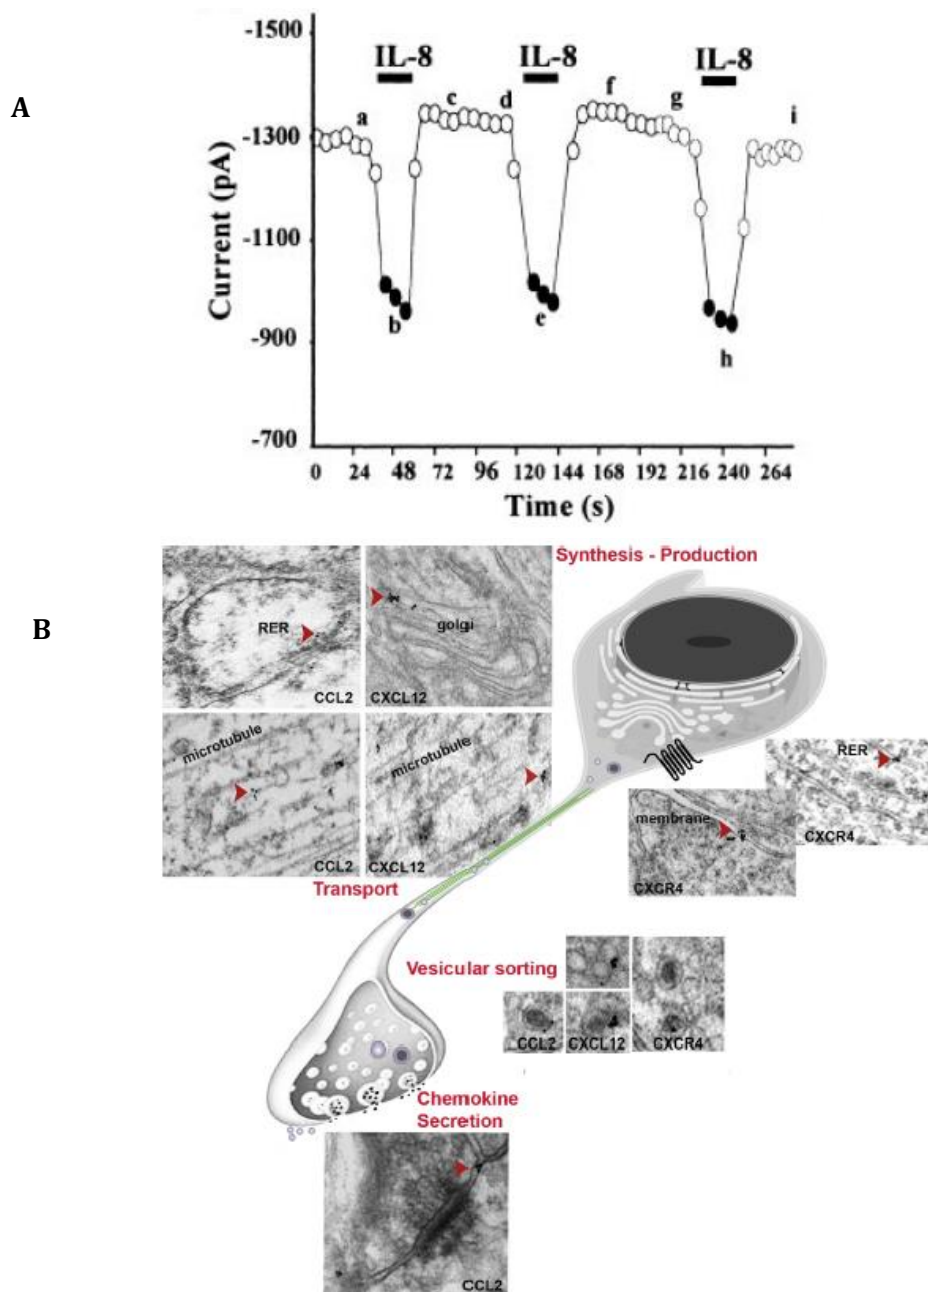 A
-1500
-1300
-1100
-900
-700
Current (pA)
IL-8 IL-8 IL-8
a b c d e f g h i
0 24 48 72 96 120 144 168 192 216 240 264
Time (s)
B
Synthesis - Production
RER
CCL2
golgi
CXCL12
microtubule
CCL2
microtubule
CXCL12
RER
CXCR4
membrane
CXCR4
Transport
Vesicular sorting
CCL2
CXCL12
CXCR4
Chemokine
Secretion
CCL2